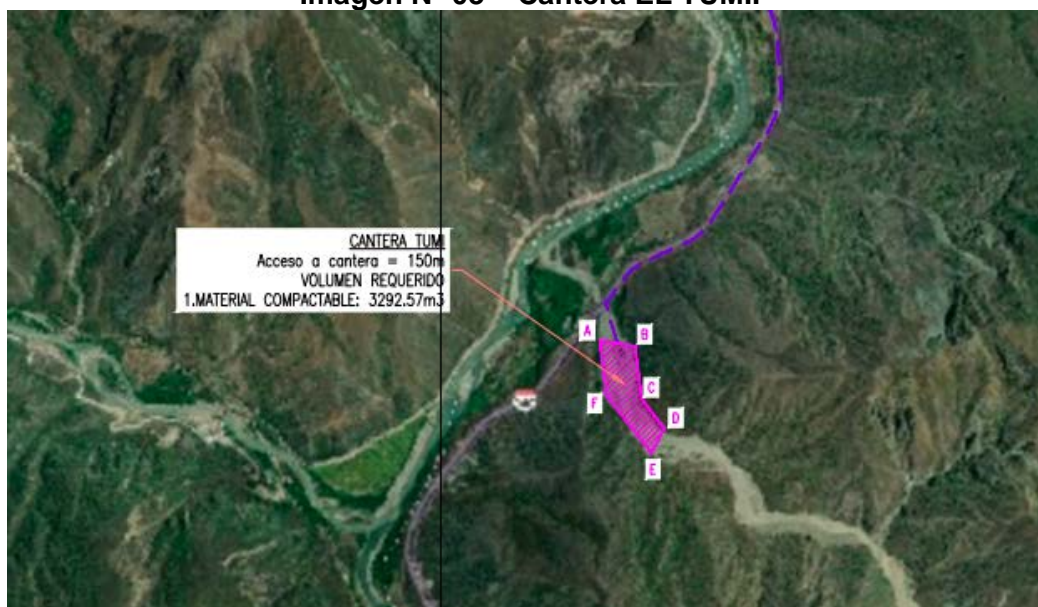 CANTERA TUMI
Acceso a cantera = 150m
VOLUMEN REQUERIDO
1.MATERIAL COMPACTABLE: 3292.57m3
A
B
C
F
D
E